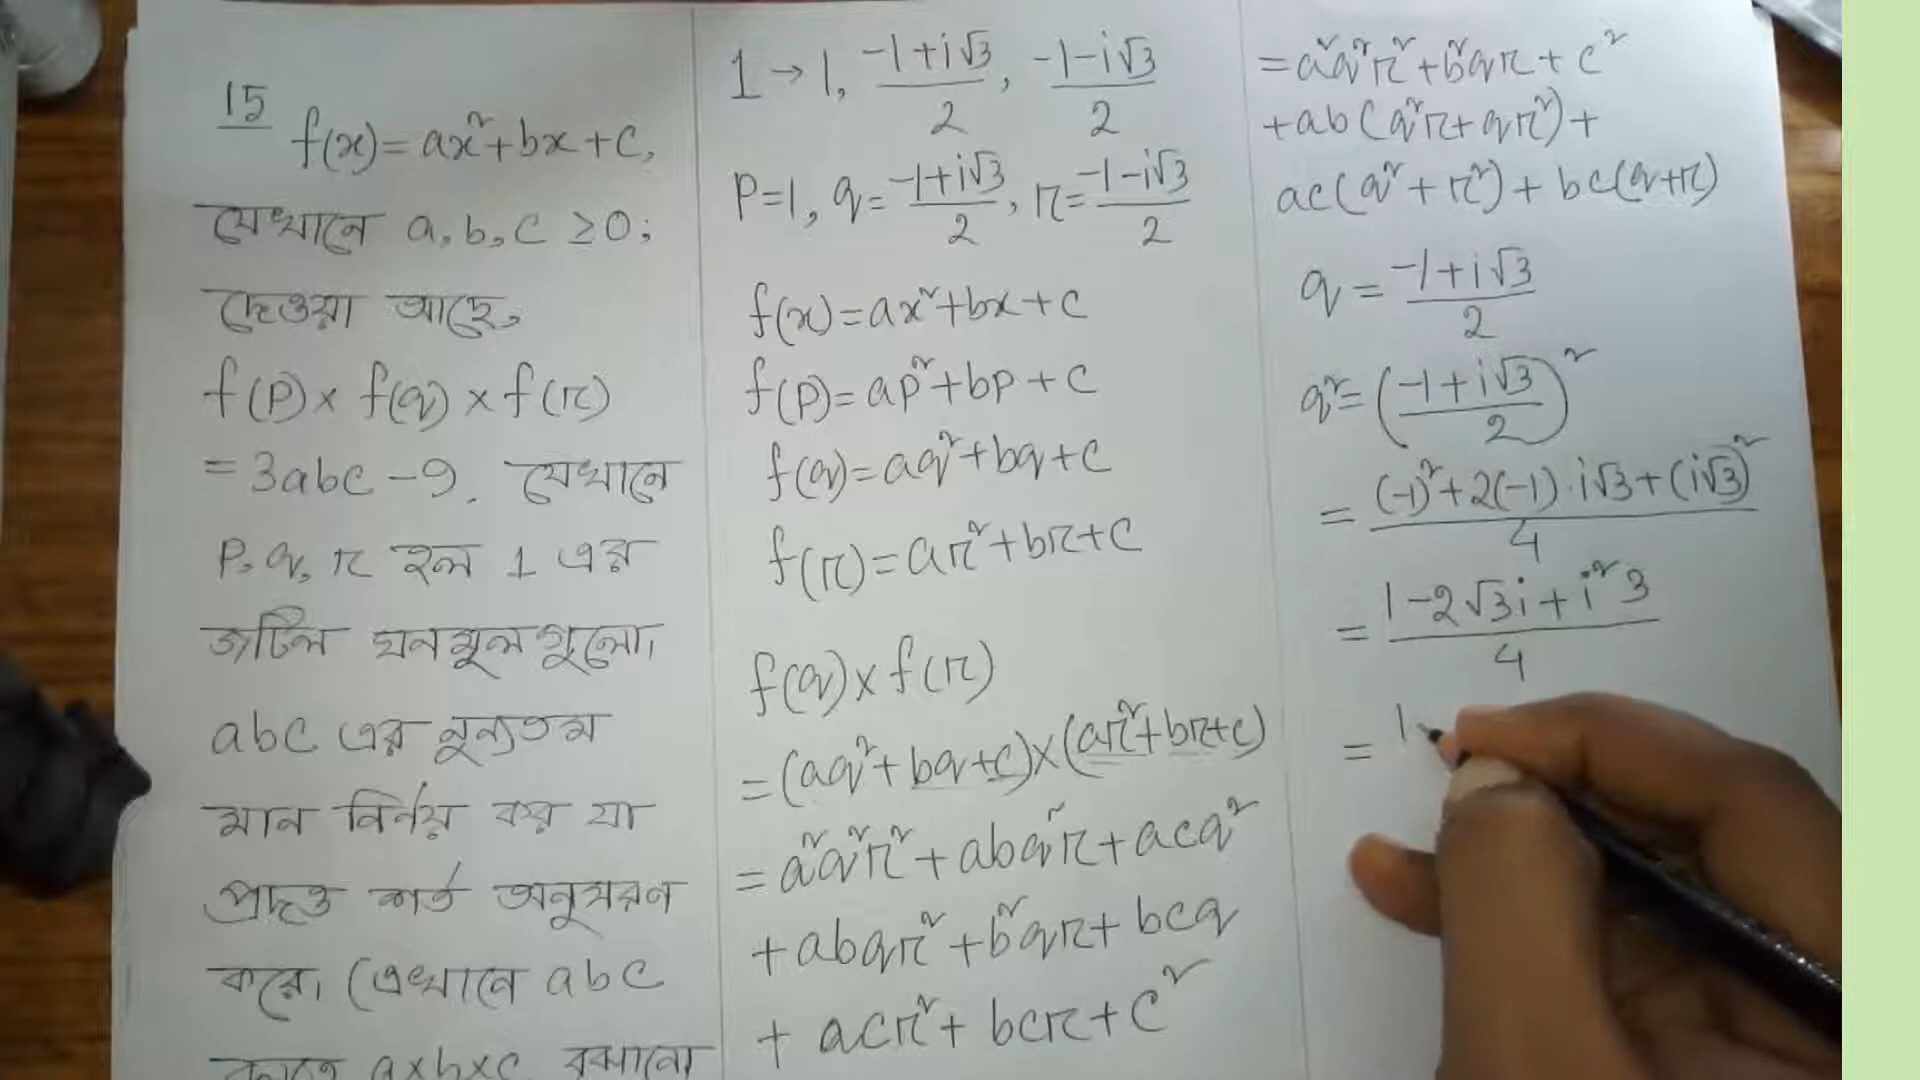 15
f(x) = ax² + bx + c,
যেখানে a, b, c ≥ 0;
দেওয়া আছে,
f(p) × f(q) × f(r)
= 3abc - 9. যেখানে
p, q, r হল 1 এর
জটিল ঘনমূলগুলো।
abc এর নূন্যতম
মান নির্ণয় কর যা
প্রদত্ত শর্ত অনুসরণ
করে। (এখানে abc
a×b×c
1 → 1, (-1+i√3)/2, (-1-i√3)/2
p=1, q=(-1+i√3)/2, r=(-1-i√3)/2
f(x) = ax² + bx + c
f(p) = ap² + bp + c
f(q) = aq² + bq + c
f(r) = ar² + br + c
f(q) × f(r)
= (aq² + bq + c) × (ar² + br + c)
= a²q²r² + abq²r + acq²
+ abqr² + b²qr + bcq
+ acr² + bcr + c²
= a²q²r² + b²qr + c²
+ ab(q²r + qr²) +
ac(q² + r²) + bc(q + r)
q = (-1+i√3)/2
q² = ((-1+i√3)/2)²
= ((-1)² + 2(-1)·i√3 + (i√3)²)/4
= (1 - 2√3i + i²3)/4
= 1